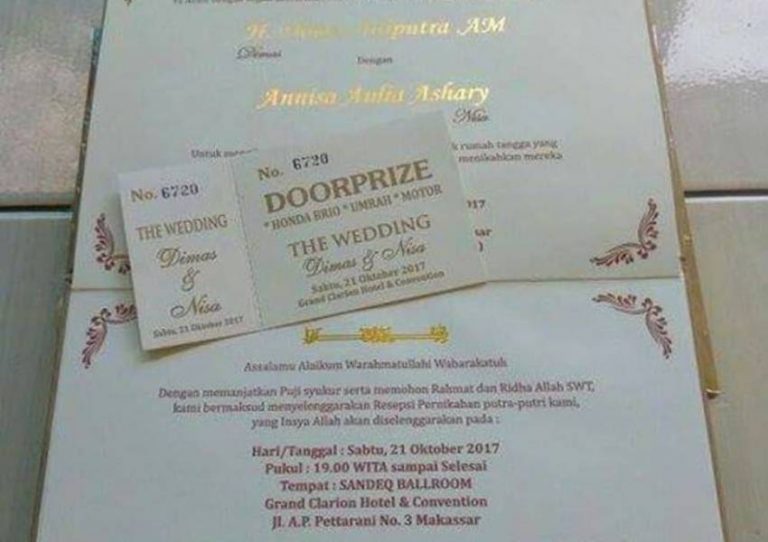 AM
Dimas
Dengan
Annisa Aulia Ashary
Nisa
Untuk
rumah tangga yang
menikahkan mereka
No. 6720
THE WEDDING
Dimas
&
Nisa
Sabtu, 21 Oktober 2017
No. 6720
DOORPRIZE
* HONDA BRIO * UMRAH * MOTOR
THE WEDDING
Dimas & Nisa
Sabtu, 21 Oktober 2017
Grand Clarion Hotel & Convention
Assalamu Alaikum Warahmatullahi Wabarakatuh
Dengan memanjatkan Puji syukur serta memohon Rahmat dan Ridha Allah SWT,
kami bermaksud menyelenggarakan Resepsi Pernikahan putra-putri kami,
yang Insya Allah akan diselenggarakan pada :
Hari/Tanggal : Sabtu, 21 Oktober 2017
Pukul : 19.00 WITA sampai Selesai
Tempat : SANDEQ BALLROOM
Grand Clarion Hotel & Convention
Jl. A.P. Pettarani No. 3 Makassar